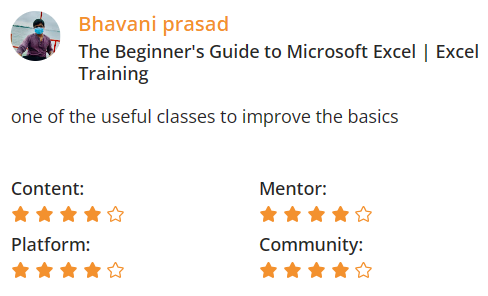 Bhavani prasad
The Beginner's Guide to Microsoft Excel | Excel
Training
one of the useful classes to improve the basics
Content:
Mentor:
Platform:
Community: